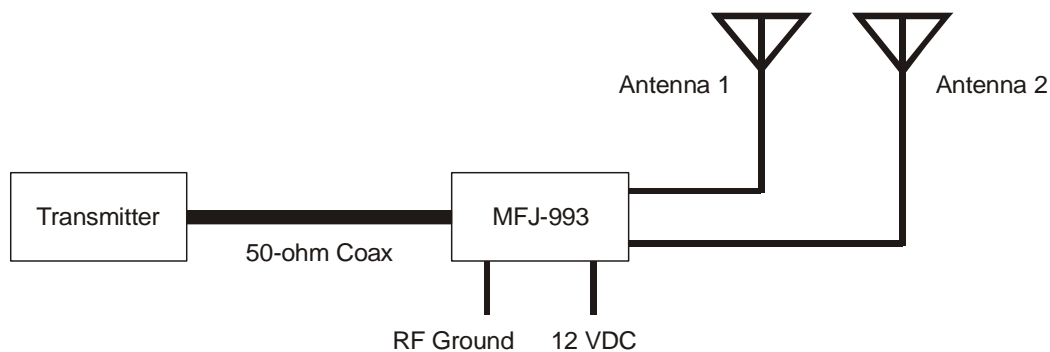 Antenna 1
Antenna 2
Transmitter
MFJ-993
50-ohm Coax
RF Ground
12 VDC